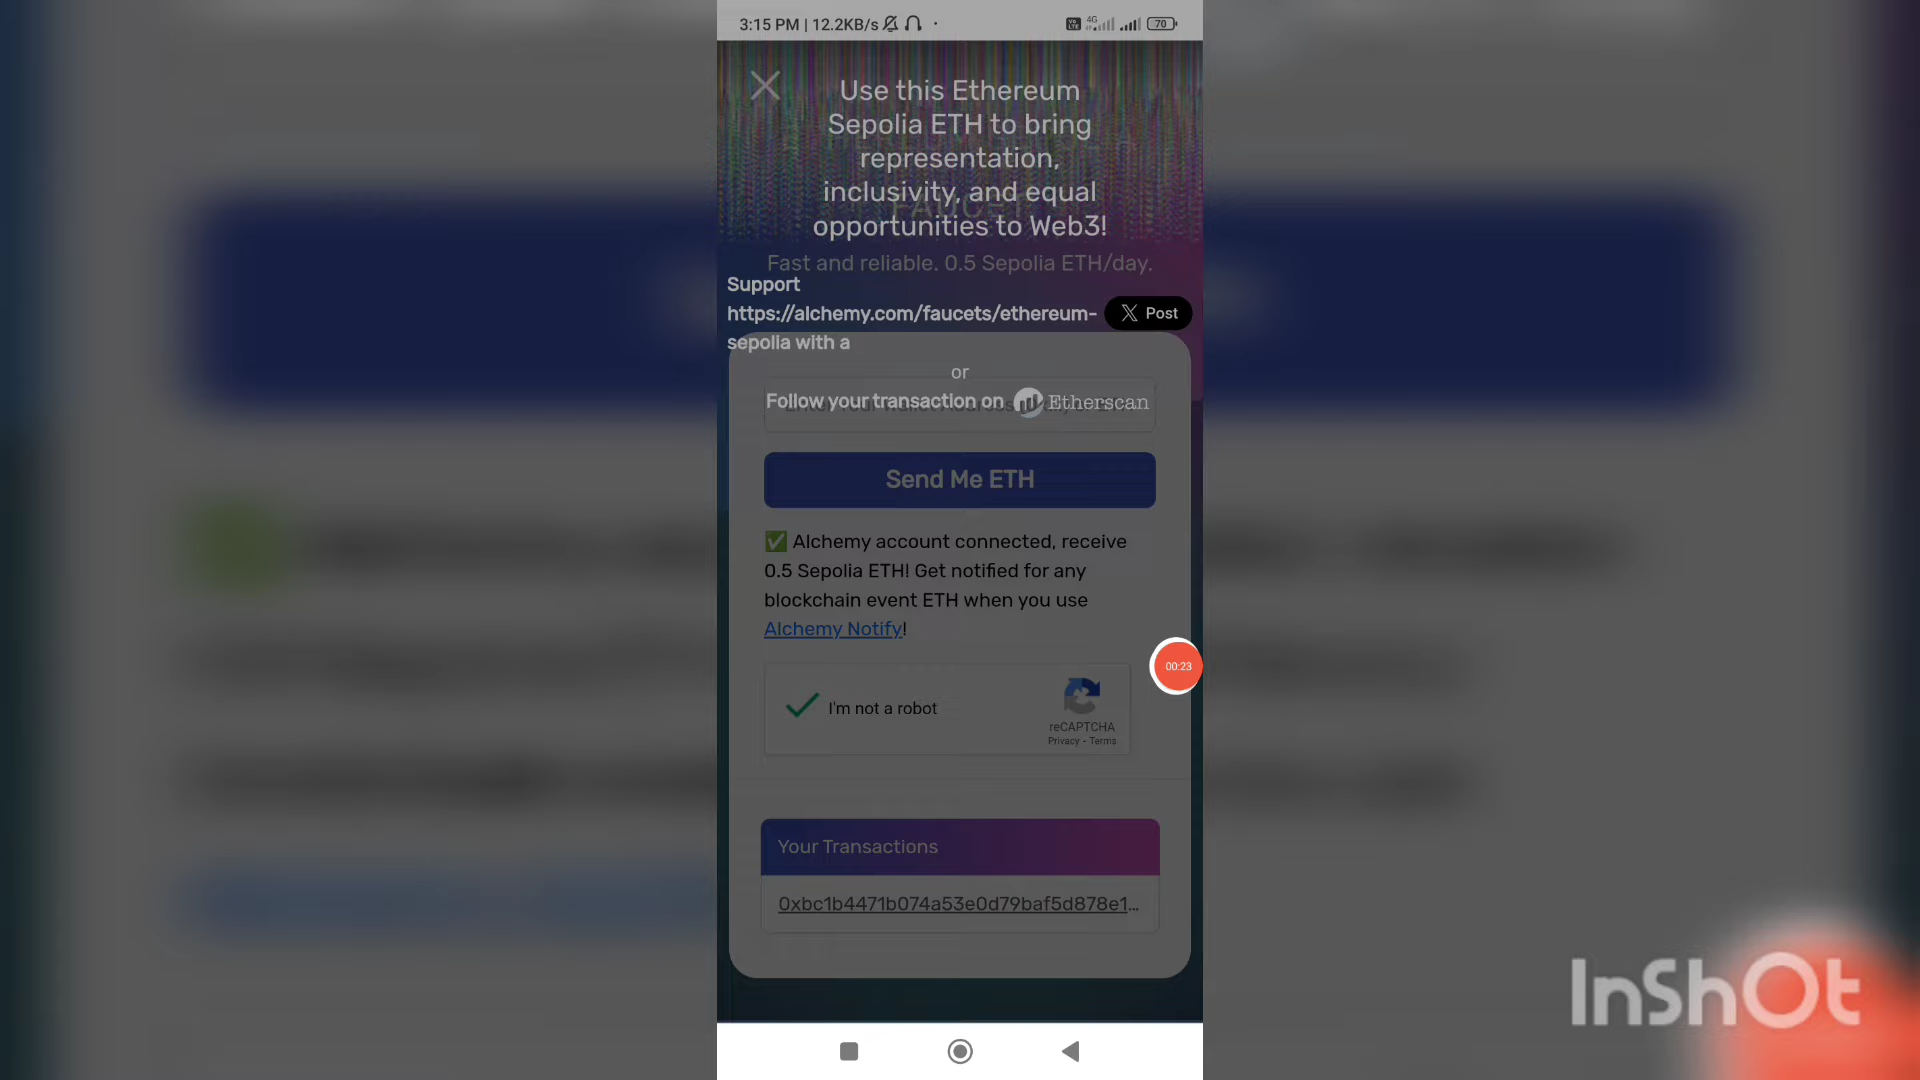 3:15 PM | 12.2KB/s
4G
70
Use this Ethereum
Sepolia ETH to bring
representation,
inclusivity, and equal
opportunities to Web3!
FAUCET
Fast and reliable. 0.5 Sepolia ETH/day.
Support
https://alchemy.com/faucets/ethereum-
sepolia with a
Post
or
Follow your transaction on Etherscan
Send Me ETH
✅ Alchemy account connected, receive
0.5 Sepolia ETH! Get notified for any
blockchain event ETH when you use
Alchemy Notify!
00:23
I'm not a robot
reCAPTCHA
Privacy - Terms
Your Transactions
0xbc1b4471b074a53e0d79baf5d878e1...
InShOt